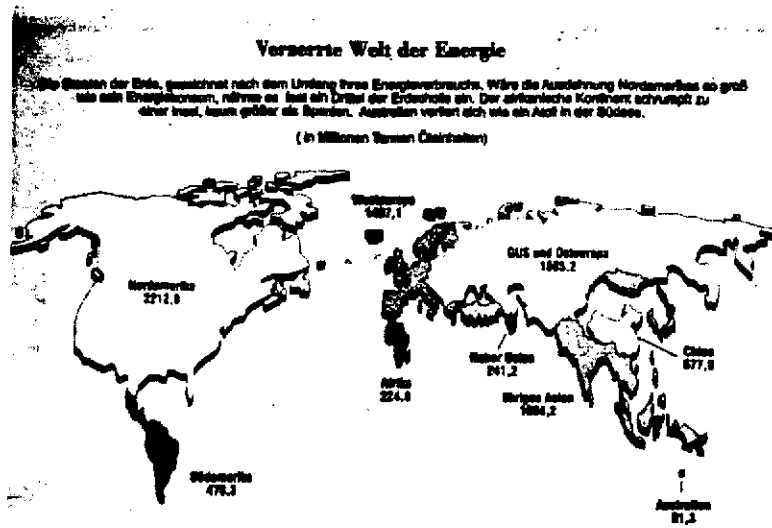 Verzerrte Welt der Energie
Die Staaten der Erde, gezeichnet nach dem Umfang ihres Energieverbrauchs. Wäre die Ausdehnung Nordamerikas so groß
wie sein Energiekonsum, nähme es fast ein Drittel der Erdenhülle ein. Der afrikanische Kontinent schrumpft zu
einer Insel, kaum größer als Spanien. Australien verliert sich wie ein Atoll in der Südsee.
( in Millionen Tonnen Öleinheiten)
Westeuropa
GUS und Osteuropa
Nordamerika
2212,8
Naher Osten
241,2
China
677,
Afrika
224,8
Übriges Asien
Südamerika
Australien